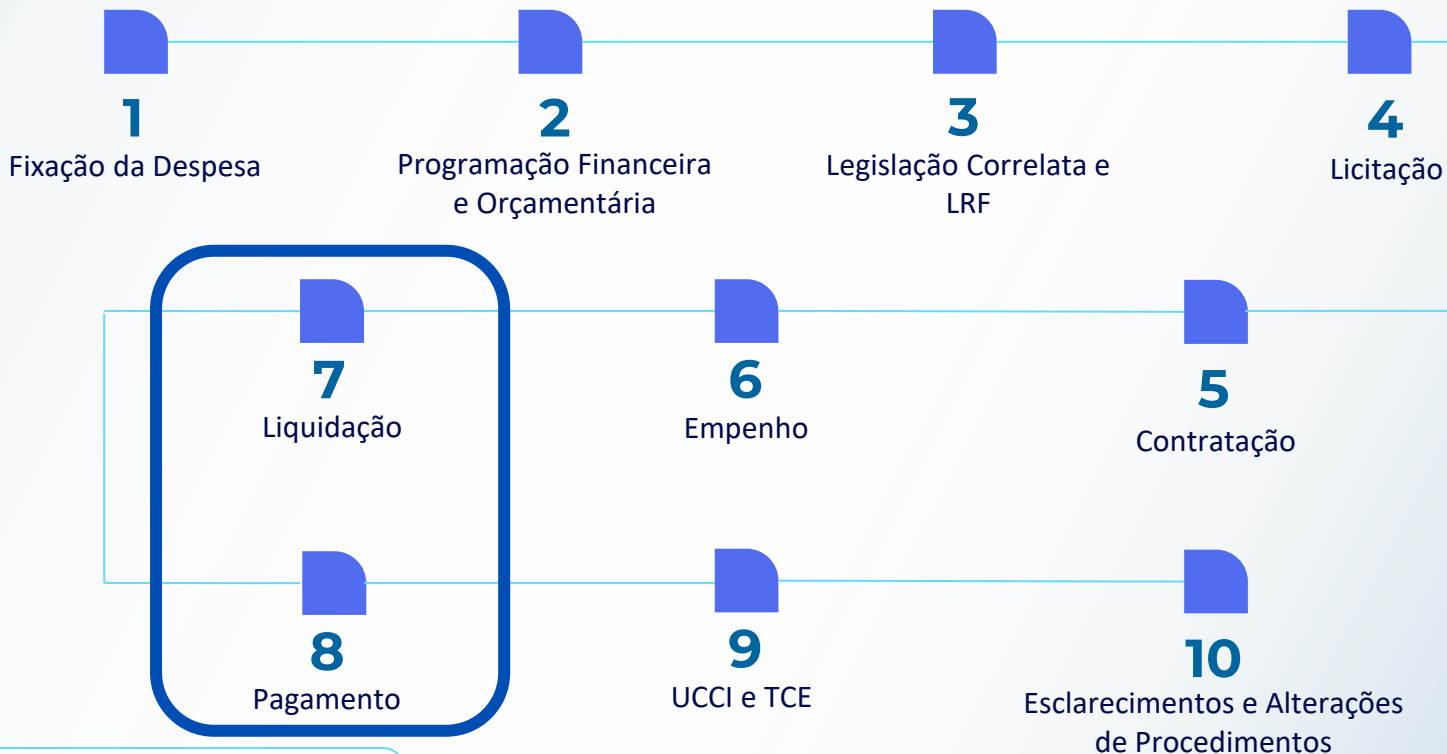 1
Fixação da Despesa
2
Programação Financeira
e Orçamentária
3
Legislação Correlata e
LRF
4
Licitação
7
Liquidação
6
Empenho
5
Contratação
8
Pagamento
9
UCCI e TCE
10
Esclarecimentos e Alterações
de Procedimentos